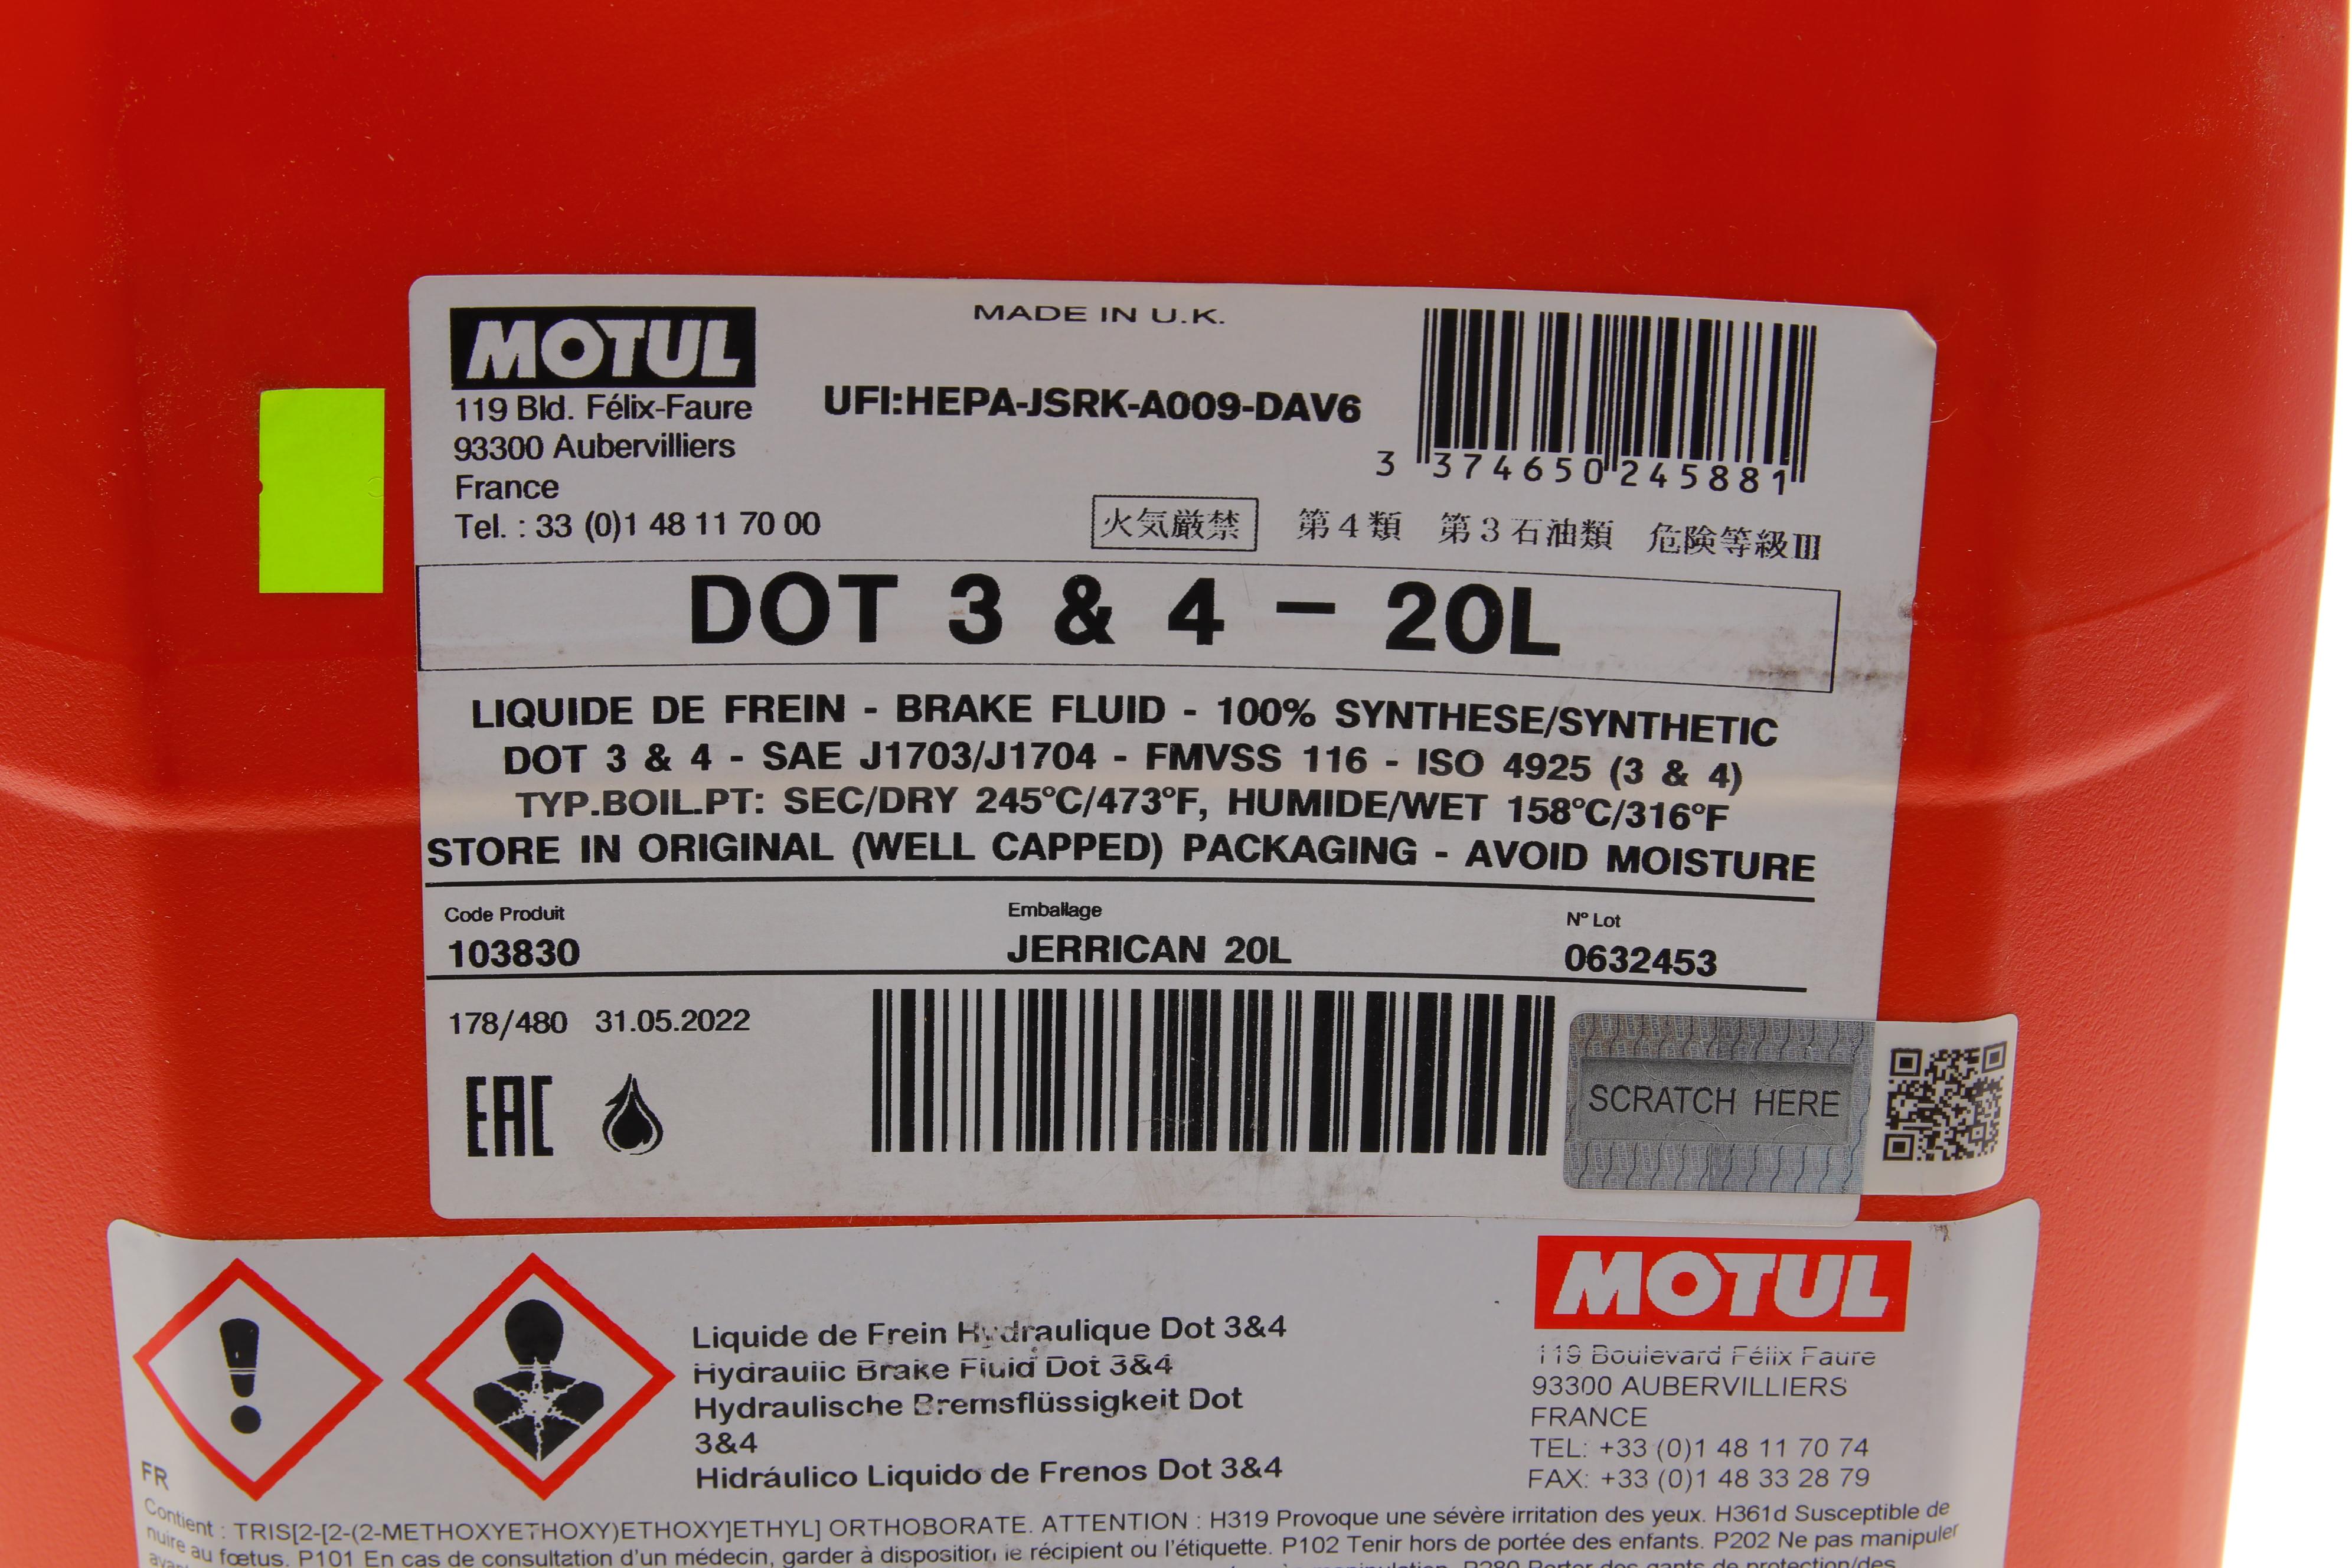 MOTUL
119 Bld. Félix-Faure
93300 Aubervilliers
France
Tel. : 33 (0)1 48 11 70 00
MADE IN U.K.
UFI:HEPA-JSRK-A009-DAV6
3 374650 245881
火気厳禁 第4類 第3石油類 危険等級Ⅲ
DOT 3 & 4 - 20L
LIQUIDE DE FREIN - BRAKE FLUID - 100% SYNTHESE/SYNTHETIC
DOT 3 & 4 - SAE J1703/J1704 - FMVSS 116 - ISO 4925 (3 & 4)
TYP.BOIL.PT: SEC/DRY 245°C/473°F, HUMIDE/WET 158°C/316°F
STORE IN ORIGINAL (WELL CAPPED) PACKAGING - AVOID MOISTURE
Code Produit Emballage N° Lot
103830 JERRICAN 20L 0632453
178/480 31.05.2022
EAC
SCRATCH HERE
Liquide de Frein Hydraulique Dot 3&4
Hydraulic Brake Fluid Dot 3&4
Hydraulische Bremsflüssigkeit Dot
3&4
Hidráulico Liquido de Frenos Dot 3&4
MOTUL
119 Boulevard Félix Faure
93300 AUBERVILLIERS
FRANCE
TEL: +33 (0)1 48 11 70 74
FAX: +33 (0)1 48 33 28 79
FR
Contient : TRIS[2-[2-(2-METHOXYETHOXY)ETHOXY]ETHYL] ORTHOBORATE. ATTENTION : H319 Provoque une sévère irritation des yeux. H361d Susceptible de
nuire au fœtus. P101 En cas de consultation d'un médecin, garder à disposition le récipient ou l'étiquette. P102 Tenir hors de portée des enfants. P202 Ne pas manipuler
P280 Porter des gants de protection/des